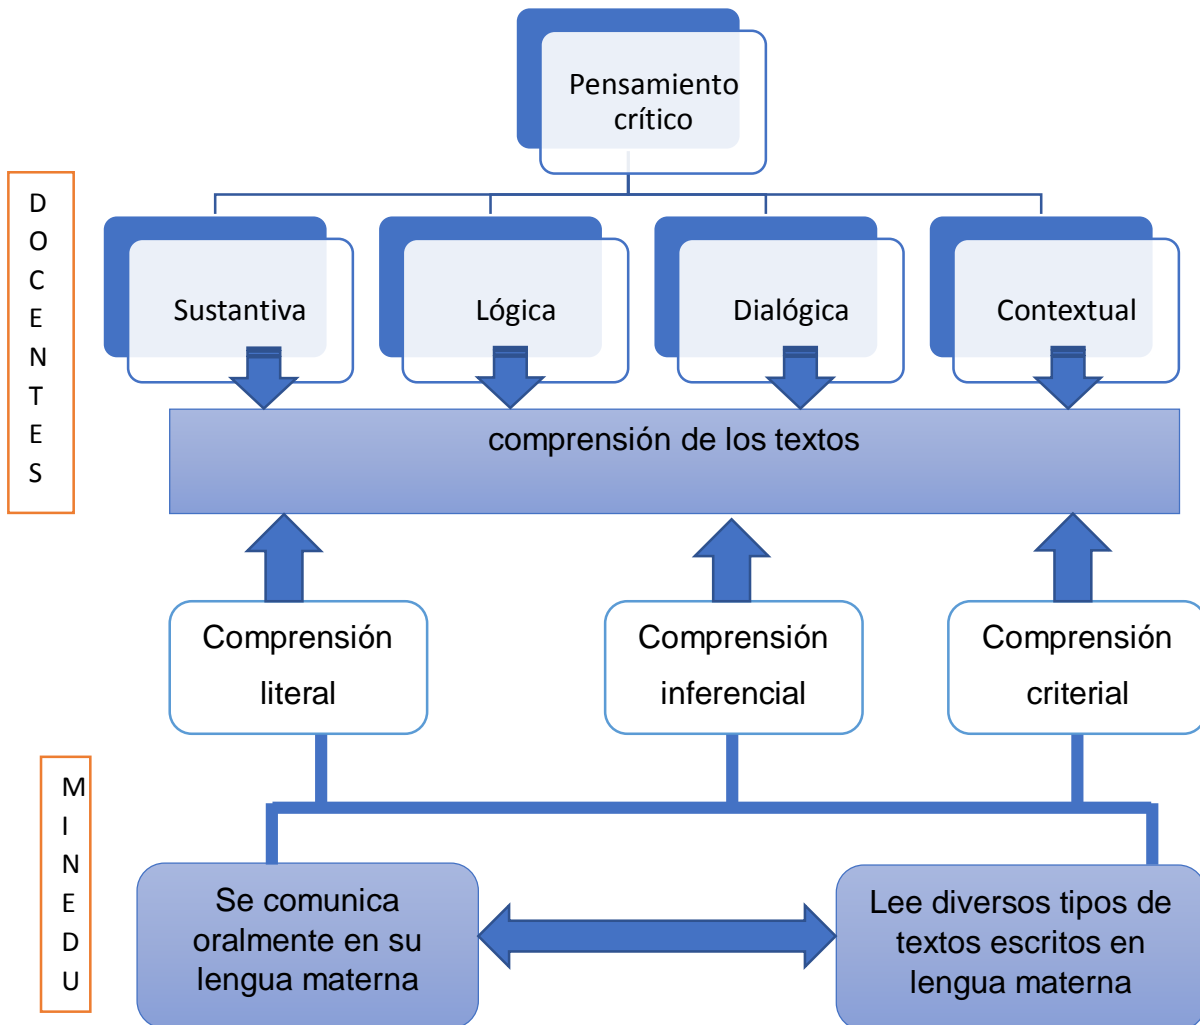 Pensamiento
crítico
D
O
C
E
N
T
E
S
Sustantiva
Lógica
Dialógica
Contextual
comprensión de los textos
Comprensión
literal
Comprensión
inferencial
Comprensión
criterial
M
I
N
E
D
U
Se comunica
oralmente en su
lengua materna
Lee diversos tipos de
textos escritos en
lengua materna